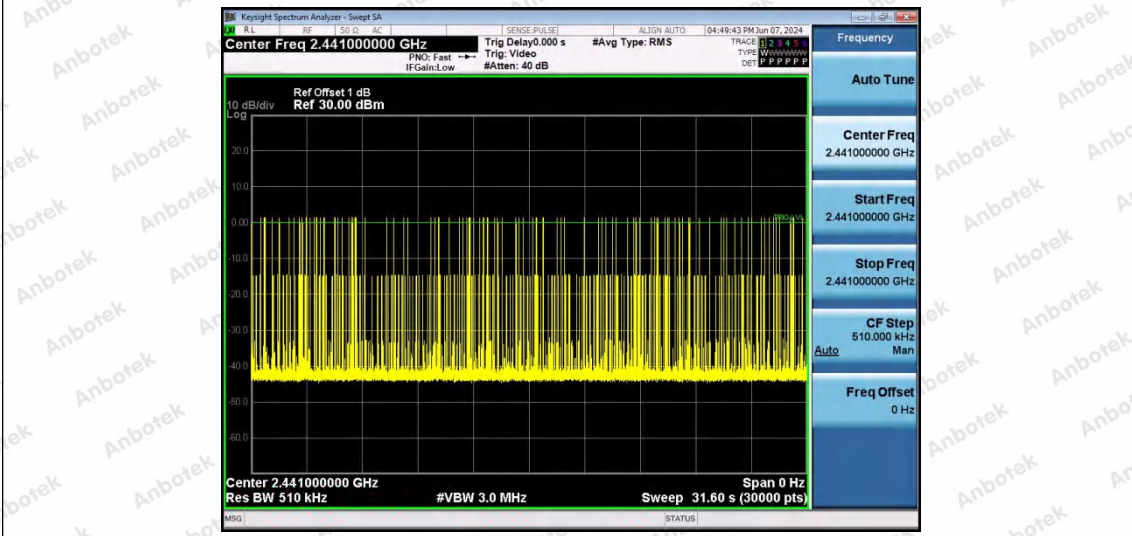 Keysight Spectrum Analyzer - Swept SA
RL RF 50 Ω AC SENSE:PULSE ALIGN AUTO 04:49:43 PM Jun 07, 2024
Center Freq 2.441000000 GHz
PNO: Fast
IFGain:Low
Trig Delay0.000 s
Trig: Video
#Atten: 40 dB
#Avg Type: RMS
TRACE 1 2 3 4 5 6
TYPE WWWWWW
DET P P P P P P
Ref Offset 1 dB
10 dB/div Ref 30.00 dBm
Log
20.0
10.0
0.00
TRIG LVL
-10.0
-20.0
-30.0
-40.0
-50.0
-60.0
Center 2.441000000 GHz Span 0 Hz
Res BW 510 kHz #VBW 3.0 MHz Sweep 31.60 s (30000 pts)
MSG STATUS
Frequency
Auto Tune
Center Freq
2.441000000 GHz
Start Freq
2.441000000 GHz
Stop Freq
2.441000000 GHz
CF Step
510.000 kHz
Auto Man
Freq Offset
0 Hz
Anbotek